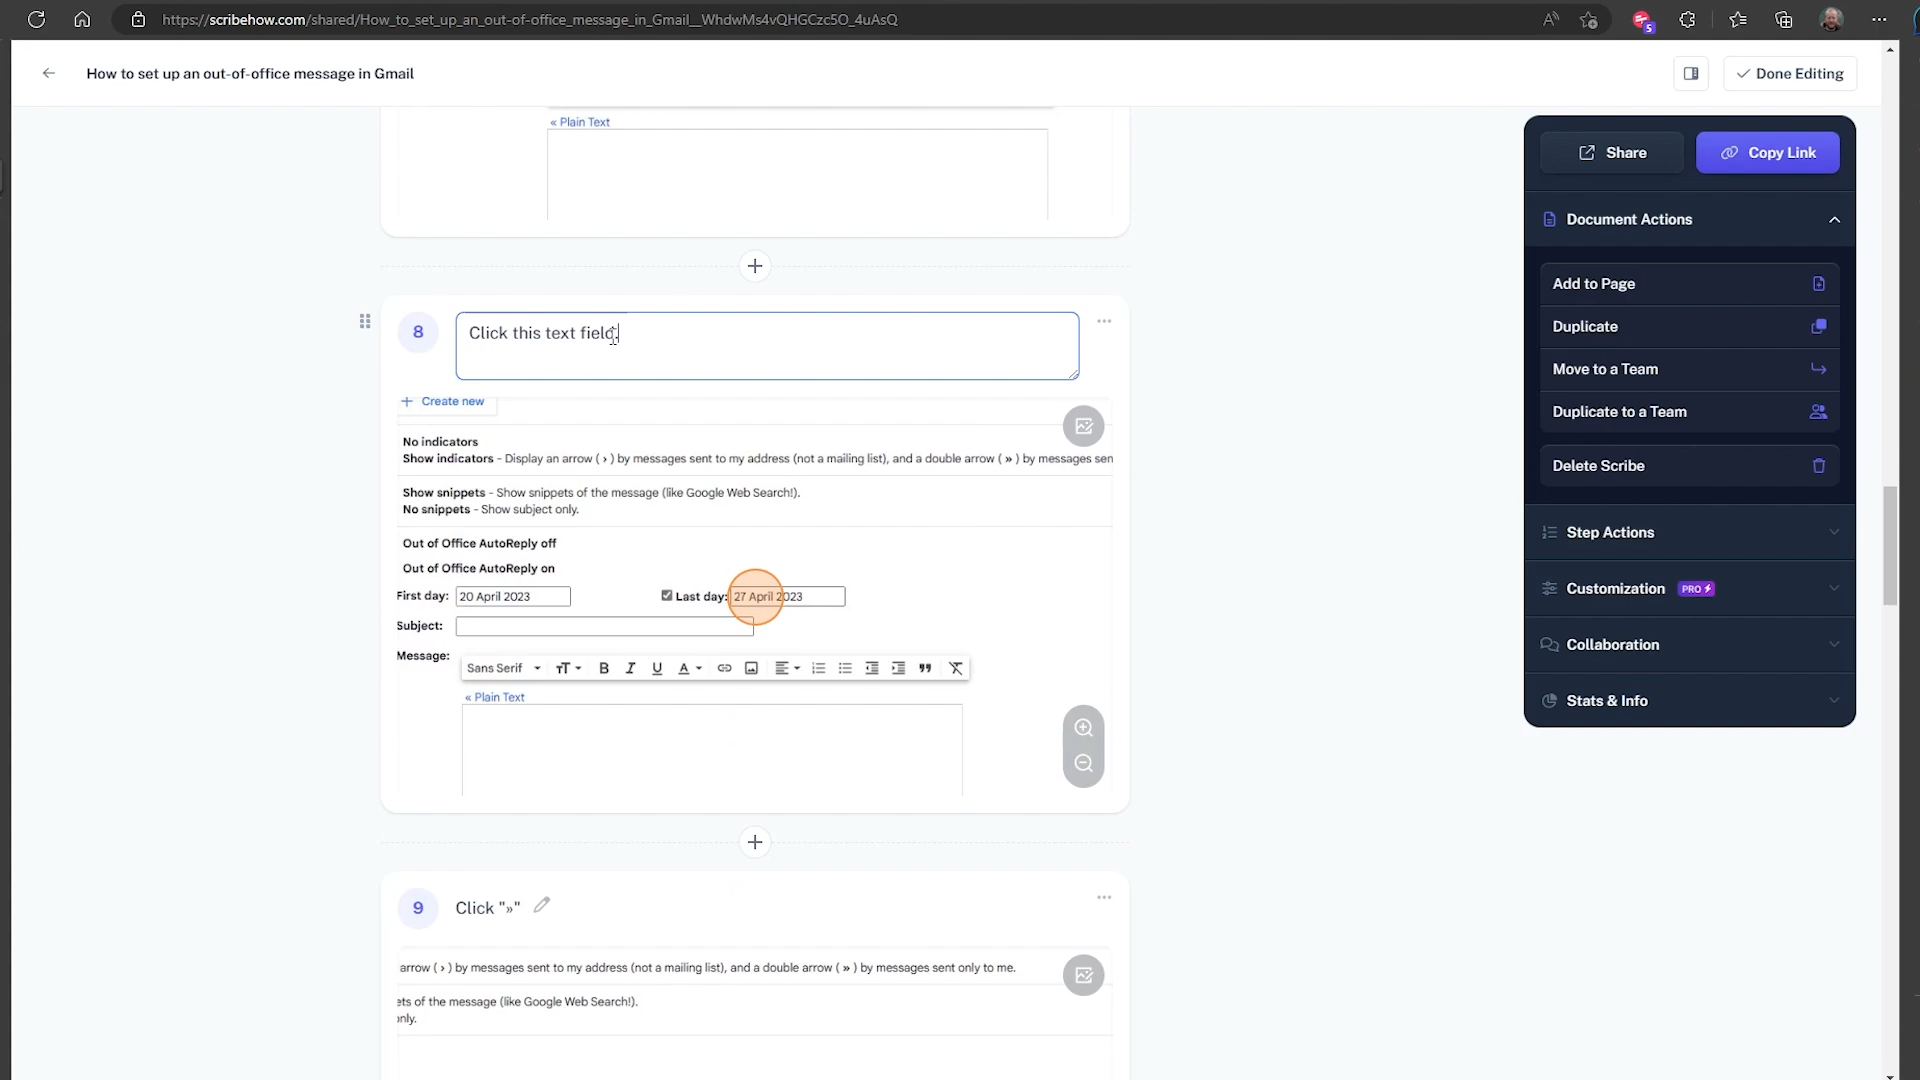 https://scribehow.com/shared/How_to_set_up_an_out-of-office_message_in_Gmail__WhdwMs4vQHGCzc5O_4uAsQ
5
How to set up an out-of-office message in Gmail
Done Editing
« Plain Text
8
Click this text field.
+ Create new
No indicators
Show indicators - Display an arrow ( › ) by messages sent to my address (not a mailing list), and a double arrow ( » ) by messages sen
Show snippets - Show snippets of the message (like Google Web Search!).
No snippets - Show subject only.
Out of Office AutoReply off
Out of Office AutoReply on
First day: 20 April 2023 Last day: 27 April 2023
Subject:
Message:
Sans Serif
« Plain Text
9
Click "»"
arrow ( › ) by messages sent to my address (not a mailing list), and a double arrow ( » ) by messages sent only to me.
ets of the message (like Google Web Search!).
only.
Share
Copy Link
Document Actions
Add to Page
Duplicate
Move to a Team
Duplicate to a Team
Delete Scribe
Step Actions
Customization PRO
Collaboration
Stats & Info